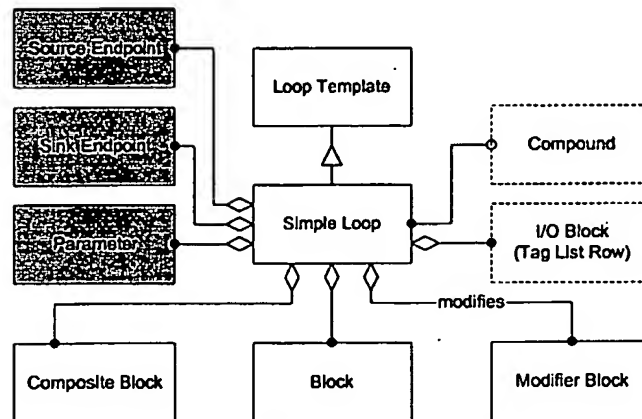 Source Endpoint
Loop Template
Sink Endpoint
Compound
Parameter
Simple Loop
I/O Block
(Tag List Row)
modifies
Composite Block
Block
Modifier Block